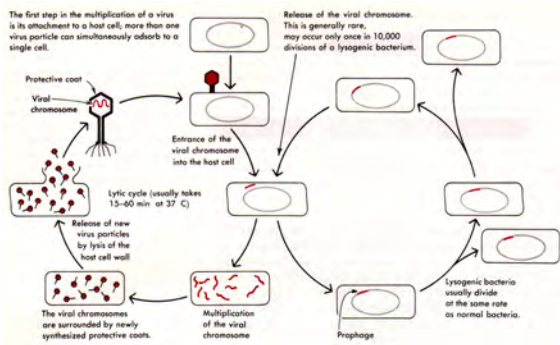 The first step in the multiplication of a virus
is its attachment to a host cell, more than one
virus particle can simultaneously adsorb to a
single cell.
Release of the viral chromosome.
This is generally rare,
may occur only once in 10,000
divisions of a lysogenic bacterium.
Protective coat
Viral
chromosome
Entrance of the
viral chromosome
into the host cell
Lytic cycle (usually takes
15–60 min at 37 C)
Release of new
virus particles
by lysis of the
host cell wall
The viral chromosomes
are surrounded by newly
synthesized protective coats.
Multiplication
of the viral
chromosome
Prophage
Lysogenic bacteria
usually divide
at the same rate
as normal bacteria.